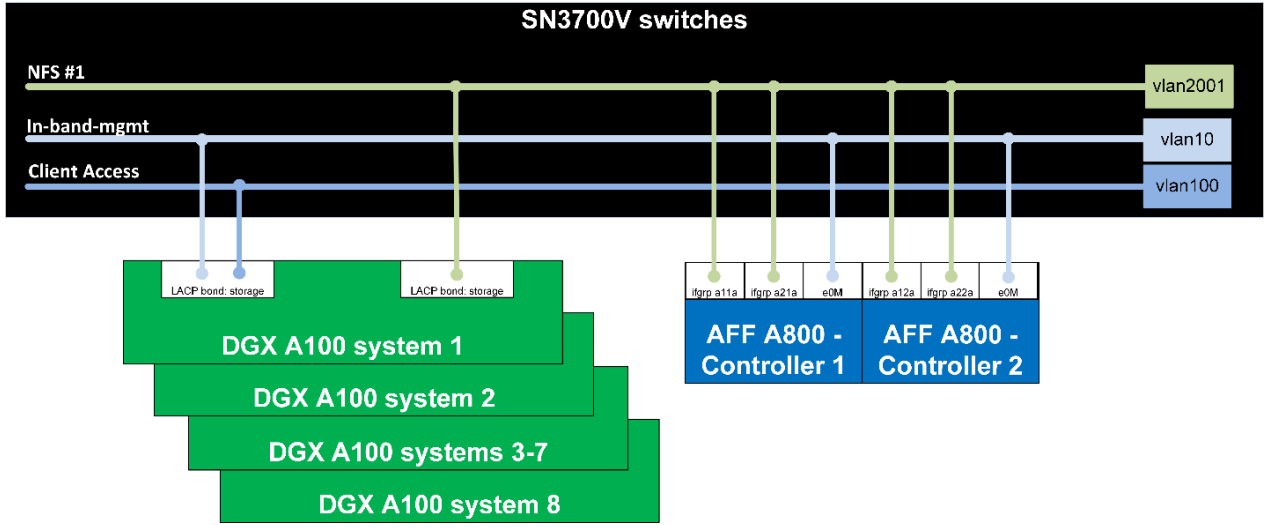 SN3700V switches
NFS #1
vlan2001
In-band-mgmt
vlan10
Client Access
vlan100
LACP bond: storage
LACP bond: storage
ifgrp a11a
ifgrp a21a
e0M
ifgrp a12a
ifgrp a22a
e0M
DGX A100 system 1
AFF A800 -
Controller 1
AFF A800 -
Controller 2
DGX A100 system 2
DGX A100 systems 3-7
DGX A100 system 8